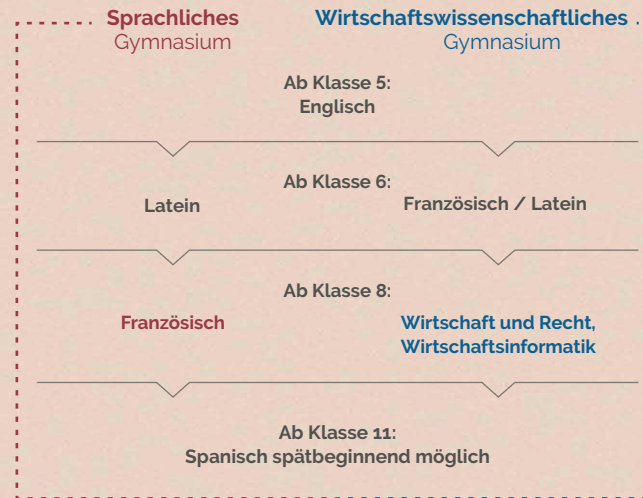 Sprachliches
Gymnasium
Wirtschaftswissenschaftliches
Gymnasium
Ab Klasse 5:
Englisch
Ab Klasse 6:
Latein
Französisch / Latein
Ab Klasse 8:
Französisch
Wirtschaft und Recht,
Wirtschaftsinformatik
Ab Klasse 11:
Spanisch spätbeginnend möglich